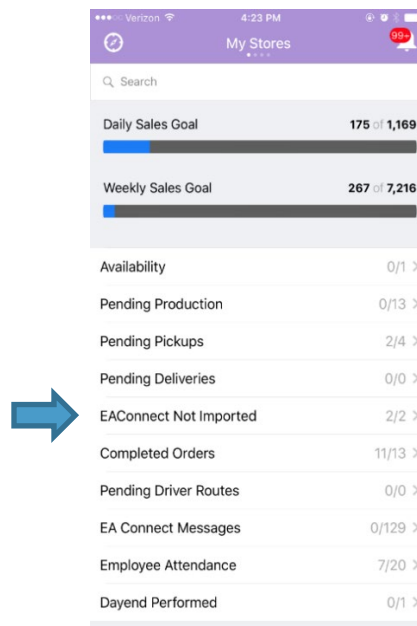 Verizon 4:23 PM
My Stores 99+
Search
Daily Sales Goal 175 of 1,169
Weekly Sales Goal 267 of 7,216
Availability 0/1
Pending Production 0/13
Pending Pickups 2/4
Pending Deliveries 0/0
EAConnect Not Imported 2/2
Completed Orders 11/13
Pending Driver Routes 0/0
EA Connect Messages 0/129
Employee Attendance 7/20
Dayend Performed 0/1